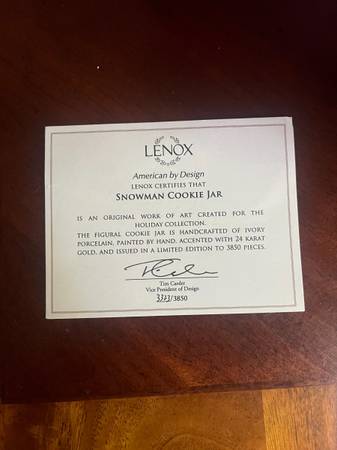 LENOX
American by Design
LENOX CERTIFIES THAT
SNOWMAN COOKIE JAR
IS AN ORIGINAL WORK OF ART CREATED FOR THE
HOLIDAY COLLECTION.
THE FIGURAL COOKIE JAR IS HANDCRAFTED OF IVORY
PORCELAIN, PAINTED BY HAND, ACCENTED WITH 24 KARAT
GOLD, AND ISSUED IN A LIMITED EDITION TO 3850 PIECES.
Tim Carder
Vice President of Design
/3850